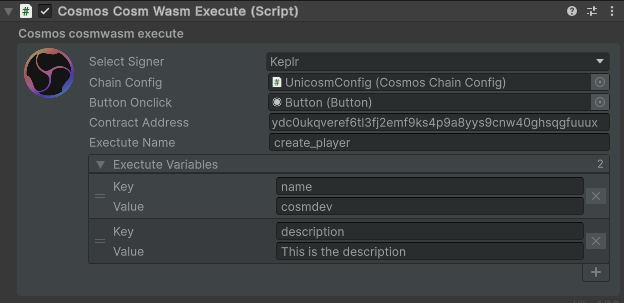 Cosmos Cosm Wasm Execute (Script)
Cosmos cosmwasm execute
Select Signer Keplr
Chain Config UnicosmConfig (Cosmos Chain Config)
Button Onclick Button (Button)
Contract Address ydc0ukqveref6tl3fj2emf9ks4p9a8yys9cnw40ghsqgfuuux
Exectute Name create_player
Exectute Variables 2
Key name
Value cosmdev
Key description
Value This is the description